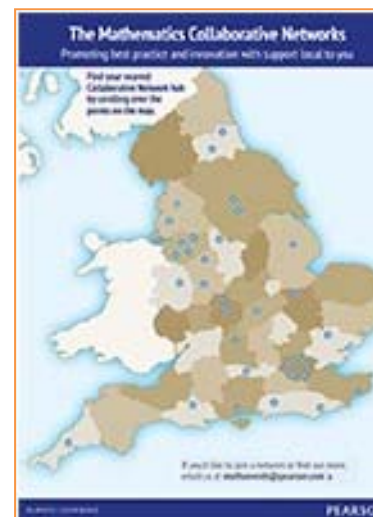 The Mathematics Collaborative Networks
Promoting best practice and innovation with support local to you
Find your nearest
Collaborative Network hub
by scrolling over the
points on the map.
If you'd like to join a network or find out more,
email us at
PEARSON